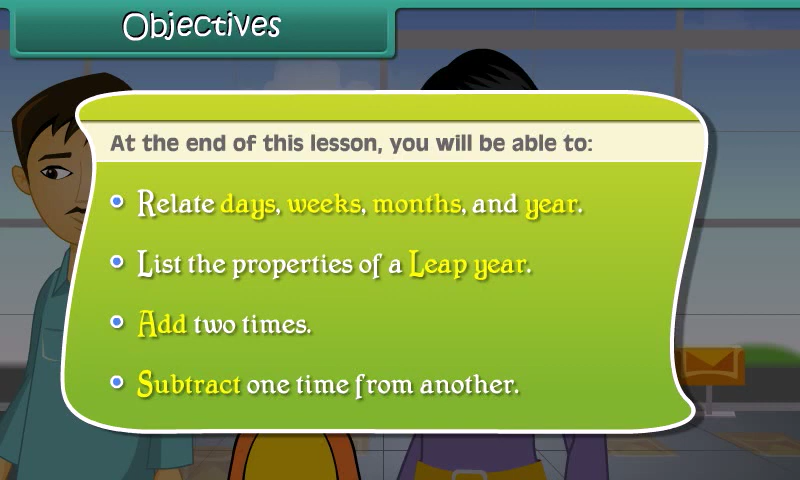 Objectives
At the end of this lesson, you will be able to:
Relate days, weeks, months, and year.
List the properties of a Leap year.
Add two times.
Subtract one time from another.